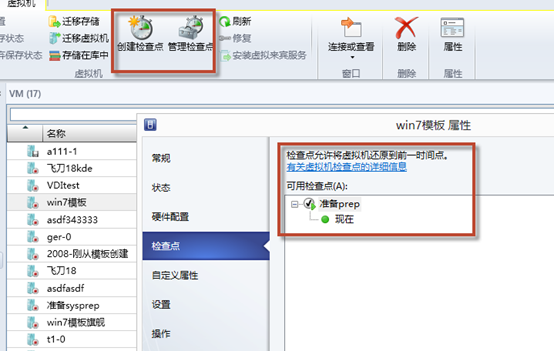 虚拟机
迁移存储
刷新
存状态
迁移虚拟机
修复
弃保存状态
存储在库中
创建检查点 管理检查点
安装虚拟来宾服务
连接或查看
删除
属性
虚拟机
窗口
删除
属性
VM (17)
名称
a111-1
飞刀18kde
VDItest
win7模板
asdf343333
ger-0
2008-刚从模板创建
飞刀18
asdfasdf
准备sysprep
win7模板旗舰
t1-0
win7模板 属性
常规
状态
硬件配置
检查点
自定义属性
设置
操作
检查点允许将虚拟机还原到前一时间点。
有关虚拟机检查点的详细信息
可用检查点(A):
准备prep
现在